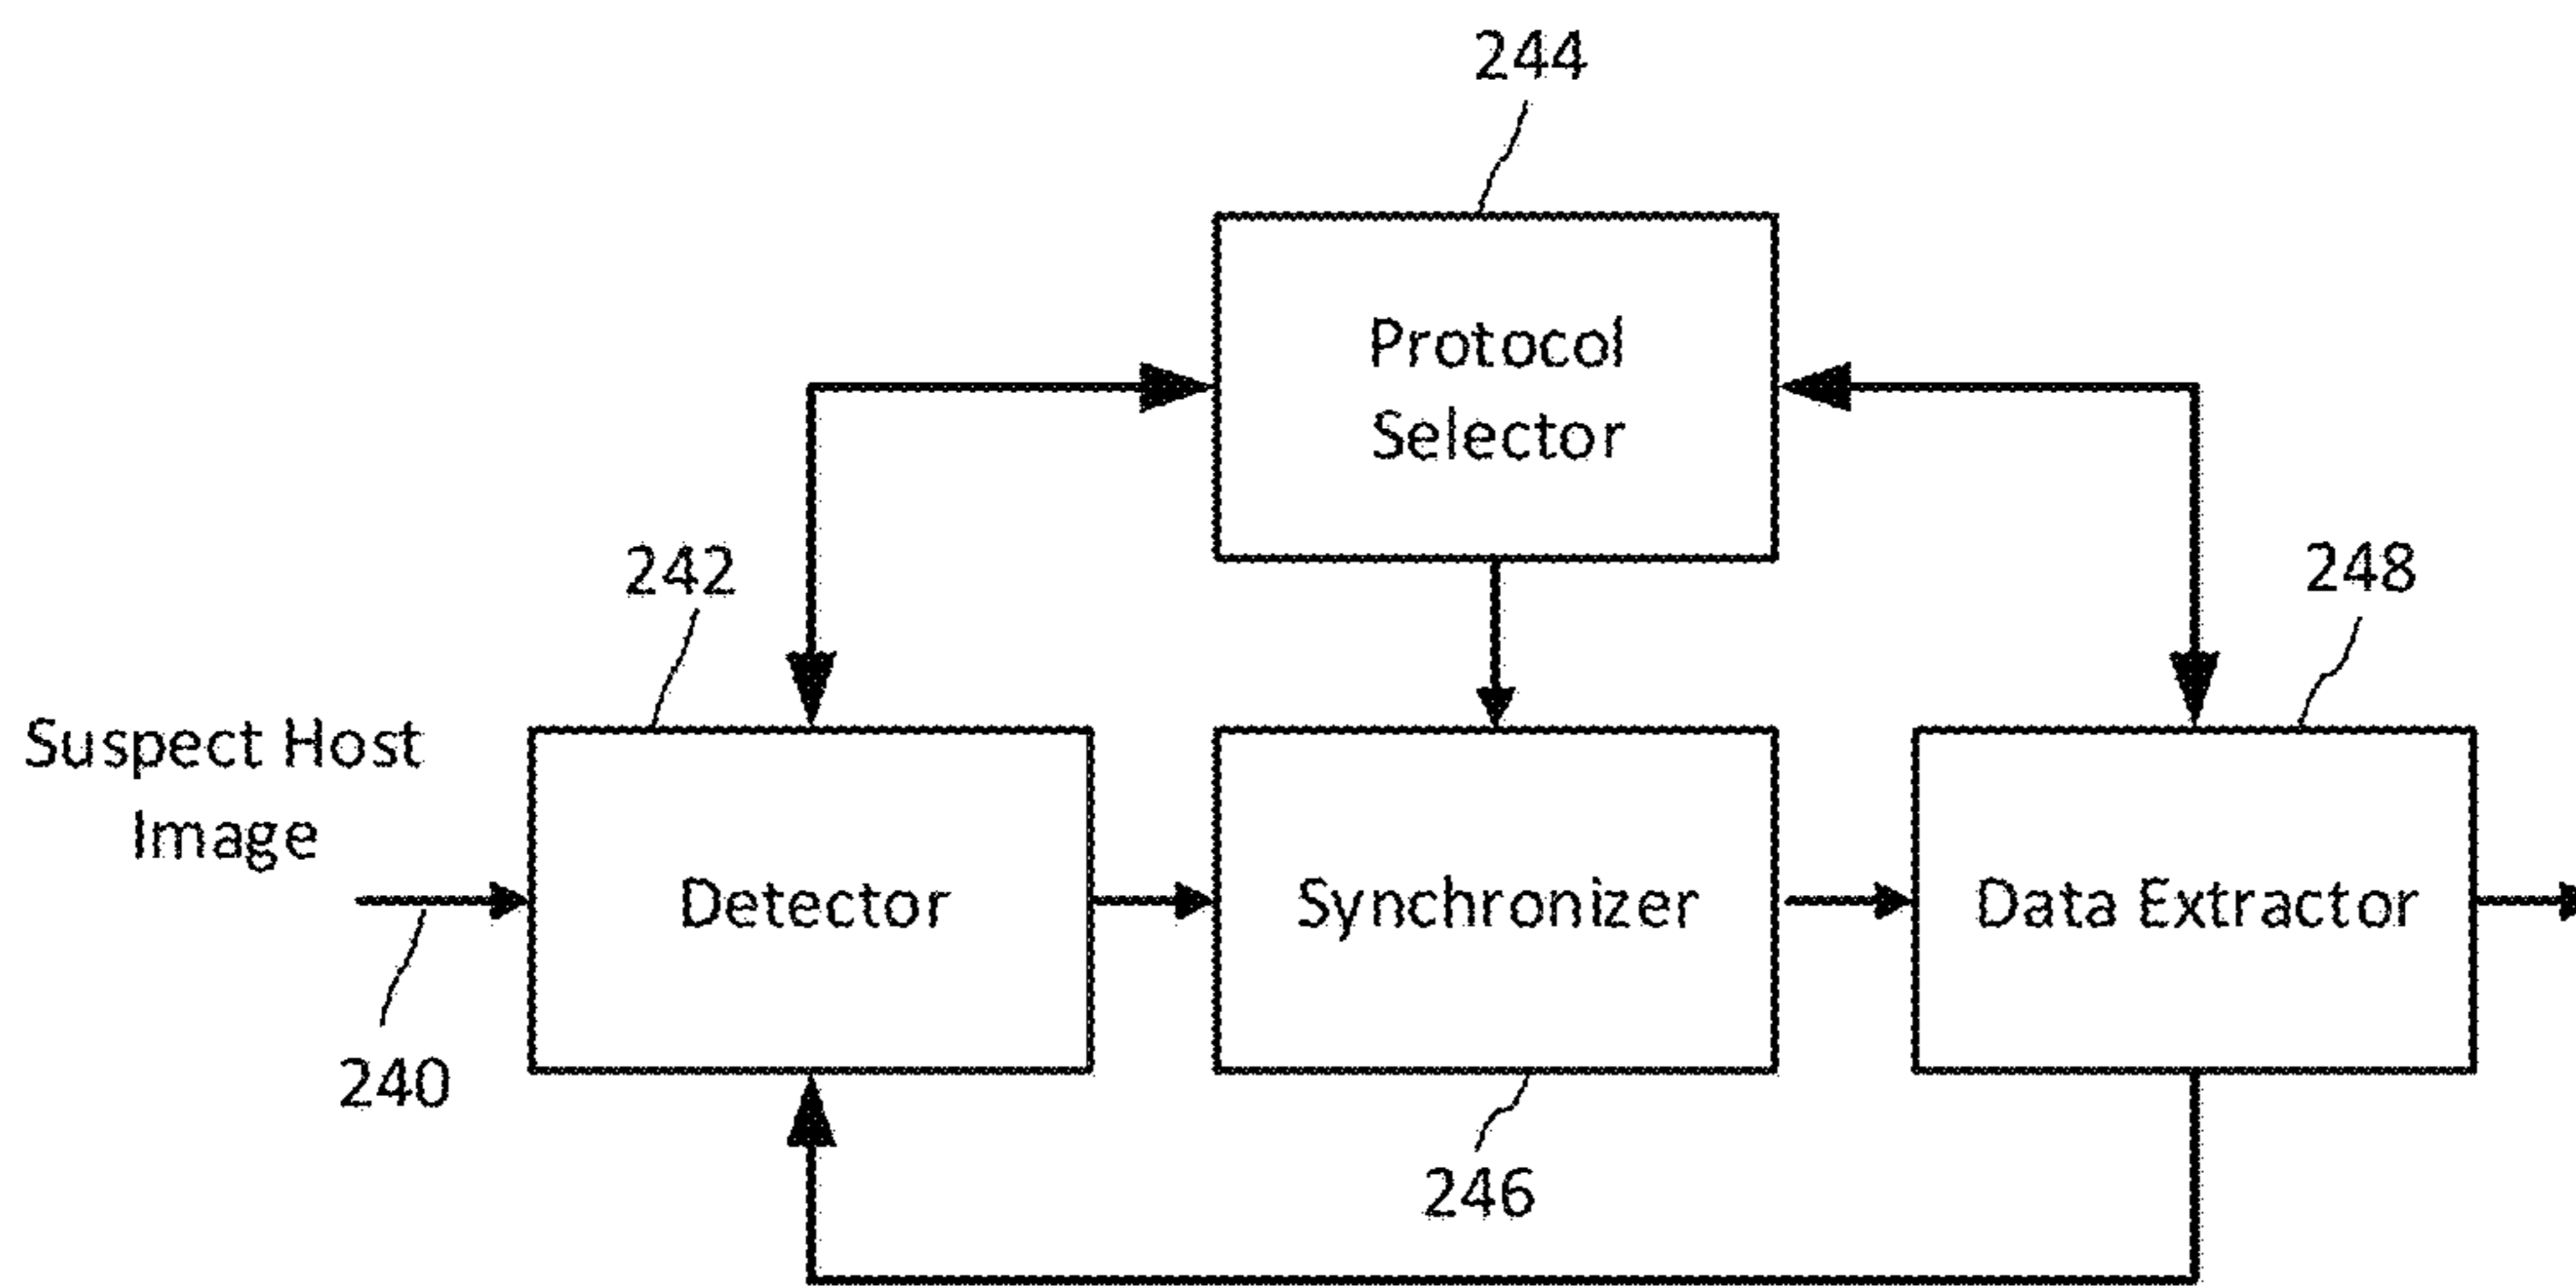 244
Protocol
Selector
242
248
Suspect Host
Image
Detector
Synchronizer
Data Extractor
240
246